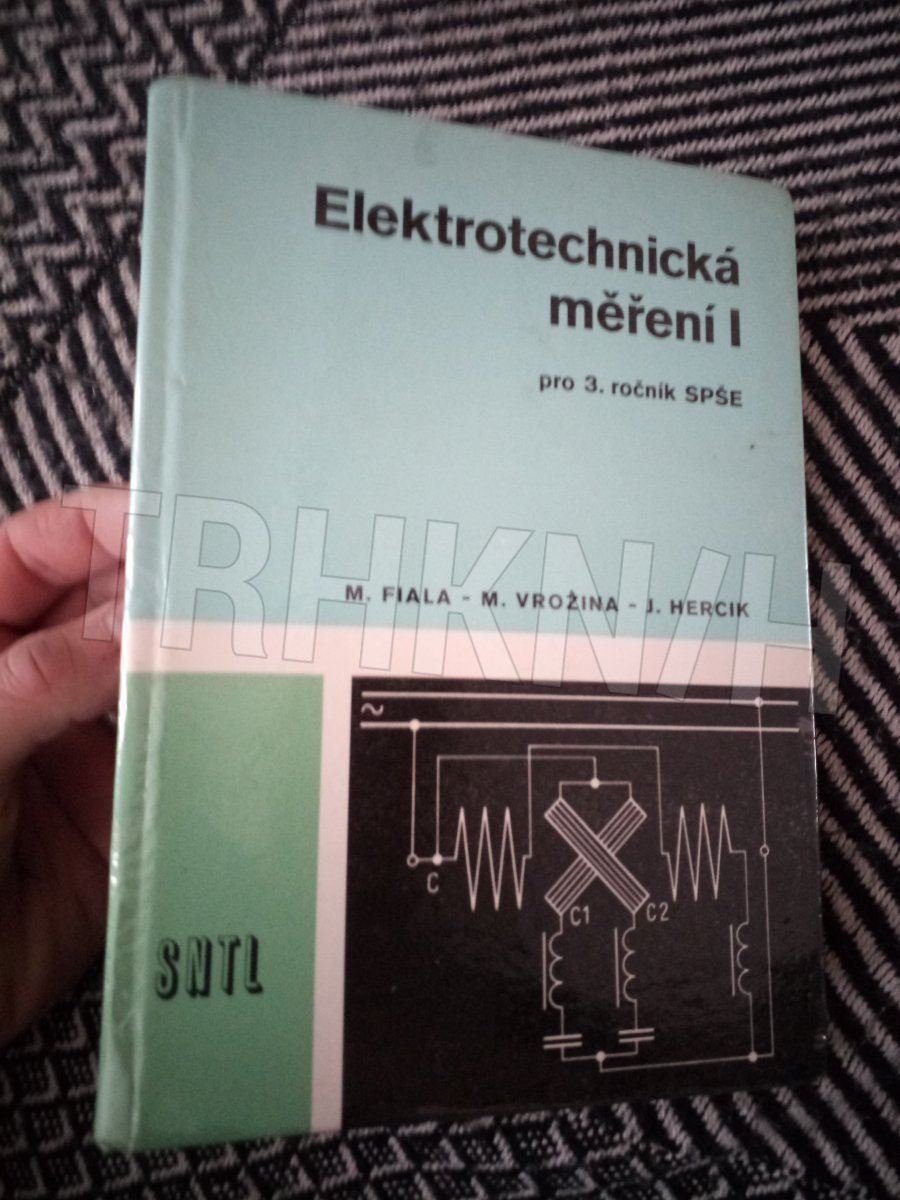 Elektrotechnická
měření I
pro 3. ročník SPŠE
TRHKNIH
M. FIALA - M. VROŽINA - J. HERCIK
~
C
C1
C2
SNTL